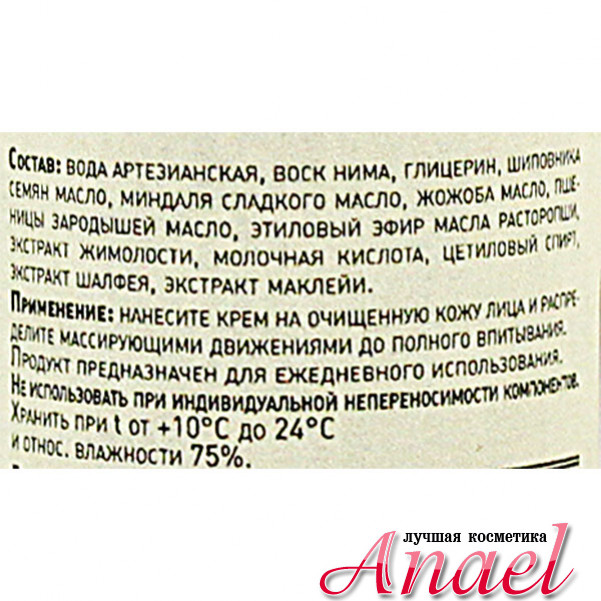 Состав: вода артезианская, воск нима, глицерин, шиповника
семян масло, миндаля сладкого масло, жожоба масло, пше-
ницы зародышей масло, этиловый эфир масла расторопши,
экстракт жимолости, молочная кислота, цетиловый спирт,
экстракт шалфея, экстракт маклейи.
Применение: нанесите крем на очищенную кожу лица и распре-
делите массирующими движениями до полного впитывания.
Продукт предназначен для ежедневного использования.
Не использовать при индивидуальной непереносимости компонентов.
Хранить при t от +10°С до 24°С
и относ. влажности 75%.
лучшая косметика
Anael